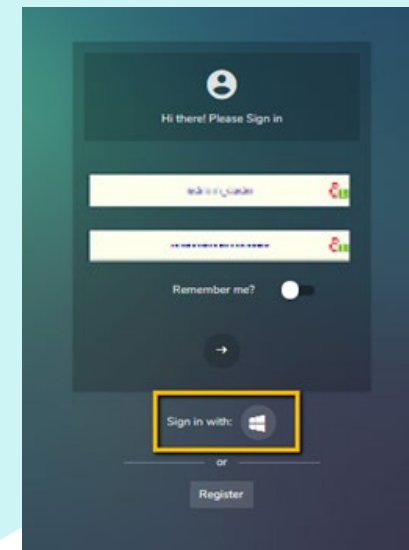 Hi there! Please Sign in
Remember me?
Sign in with:
or
Register